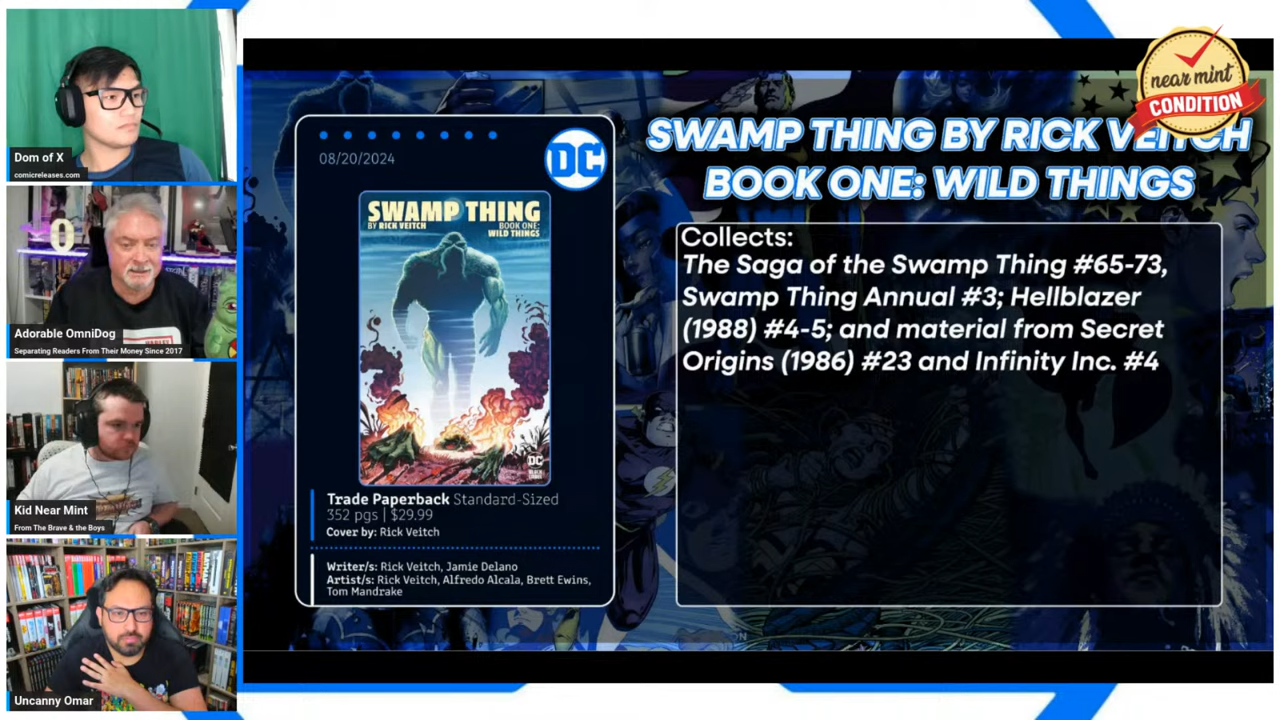 Dom of X
comicreleases.com
O
Adorable OmniDog
Separating Readers From Their Money Since 2017
Kid Near Mint
From The Brave & the Boys
Uncanny Omar
near mint
CONDITION
SWAMP THING BY RICK VEITCH
BOOK ONE: WILD THINGS
08/20/2024
DC
SWAMP THING
BY RICK VEITCH
BOOK ONE:
WILD THINGS
DC
Trade Paperback Standard-Sized
352 pgs | $29.99
Cover by: Rick Veitch
Writer/s: Rick Veitch, Jamie Delano
Artist/s: Rick Veitch, Alfredo Alcala, Brett Ewins,
Tom Mandrake
Collects:
The Saga of the Swamp Thing #65-73,
Swamp Thing Annual #3; Hellblazer
(1988) #4-5; and material from Secret
Origins (1986) #23 and Infinity Inc. #4